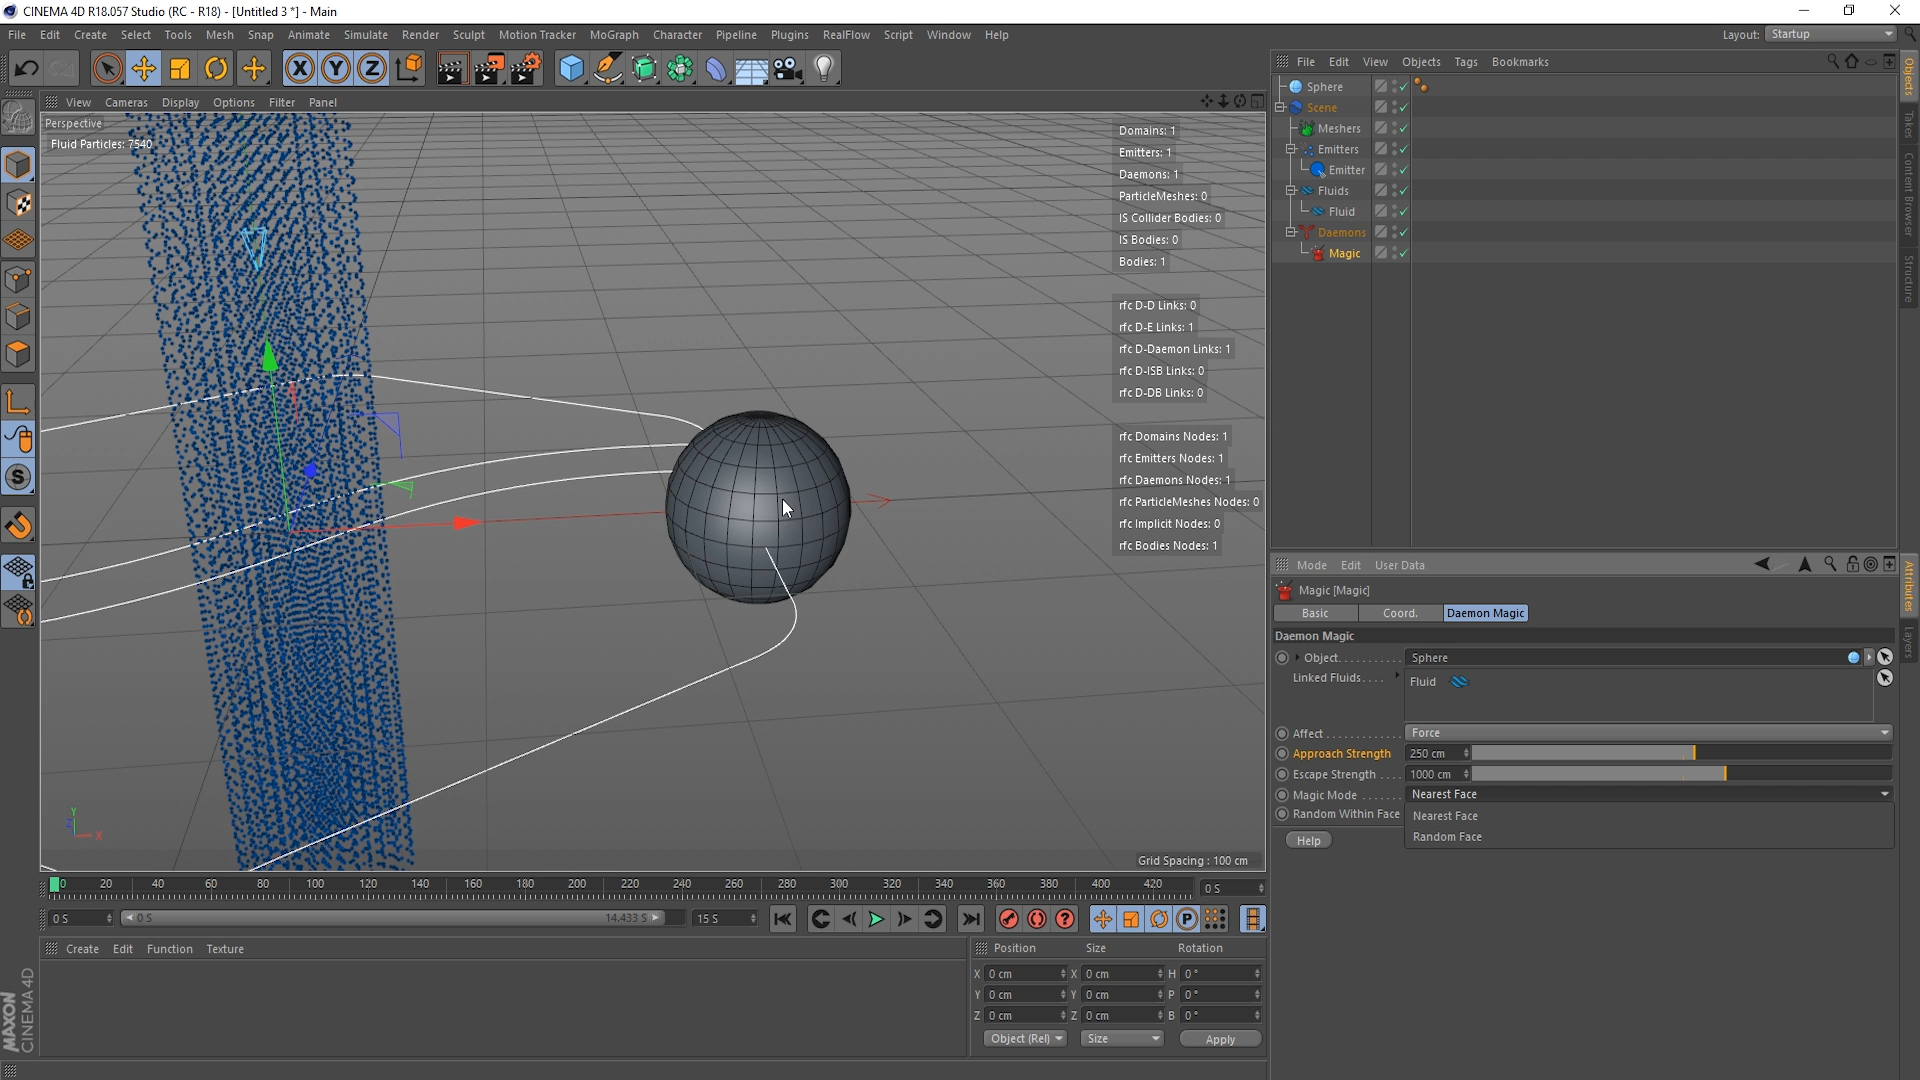 CINEMA 4D R18.057 Studio (RC - R18) - [Untitled 3 *] - Main
File Edit Create Select Tools Mesh Snap Animate Simulate Render Sculpt Motion Tracker MoGraph Character Pipeline Plugins RealFlow Script Window Help
Layout: Startup
X Y Z
File Edit View Objects Tags Bookmarks
View Cameras Display Options Filter Panel
Perspective
Fluid Particles: 7540
Domains: 1
Emitters: 1
Daemons: 1
ParticleMeshes: 0
IS Collider Bodies: 0
IS Bodies: 0
Bodies: 1
rfc D-D Links: 0
rfc D-E Links: 1
rfc D-Daemon Links: 1
rfc D-ISB Links: 0
rfc D-DB Links: 0
rfc Domains Nodes: 1
rfc Emitters Nodes: 1
rfc Daemons Nodes: 1
rfc ParticleMeshes Nodes: 0
rfc Implicit Nodes: 0
rfc Bodies Nodes: 1
Y
Z
X
Grid Spacing : 100 cm
Sphere
Scene
Meshers
Emitters
Emitter
Fluids
Fluid
Daemons
Magic
Objects
Takes
Content Browser
Structure
Mode Edit User Data
Magic [Magic]
Basic Coord. Daemon Magic
Daemon Magic
Object. . . . . . . . . . . Sphere
Linked Fluids. . . . Fluid
Affect . . . . . . . . . . . . . Force
Approach Strength 250 cm
Escape Strength . . . . 1000 cm
Magic Mode . . . . . . . Nearest Face
Random Within Face
Nearest Face
Random Face
Help
Attributes
Layers
0 20 40 60 80 100 120 140 160 180 200 220 240 260 280 300 320 340 360 380 400 420 0 S
0 S 0 S 14.433 S 15 S
P
Create Edit Function Texture
Position Size Rotation
X 0 cm X 0 cm H 0 °
Y 0 cm Y 0 cm P 0 °
Z 0 cm Z 0 cm B 0 °
Object (Rel) Size Apply
MAXON
CINEMA 4D